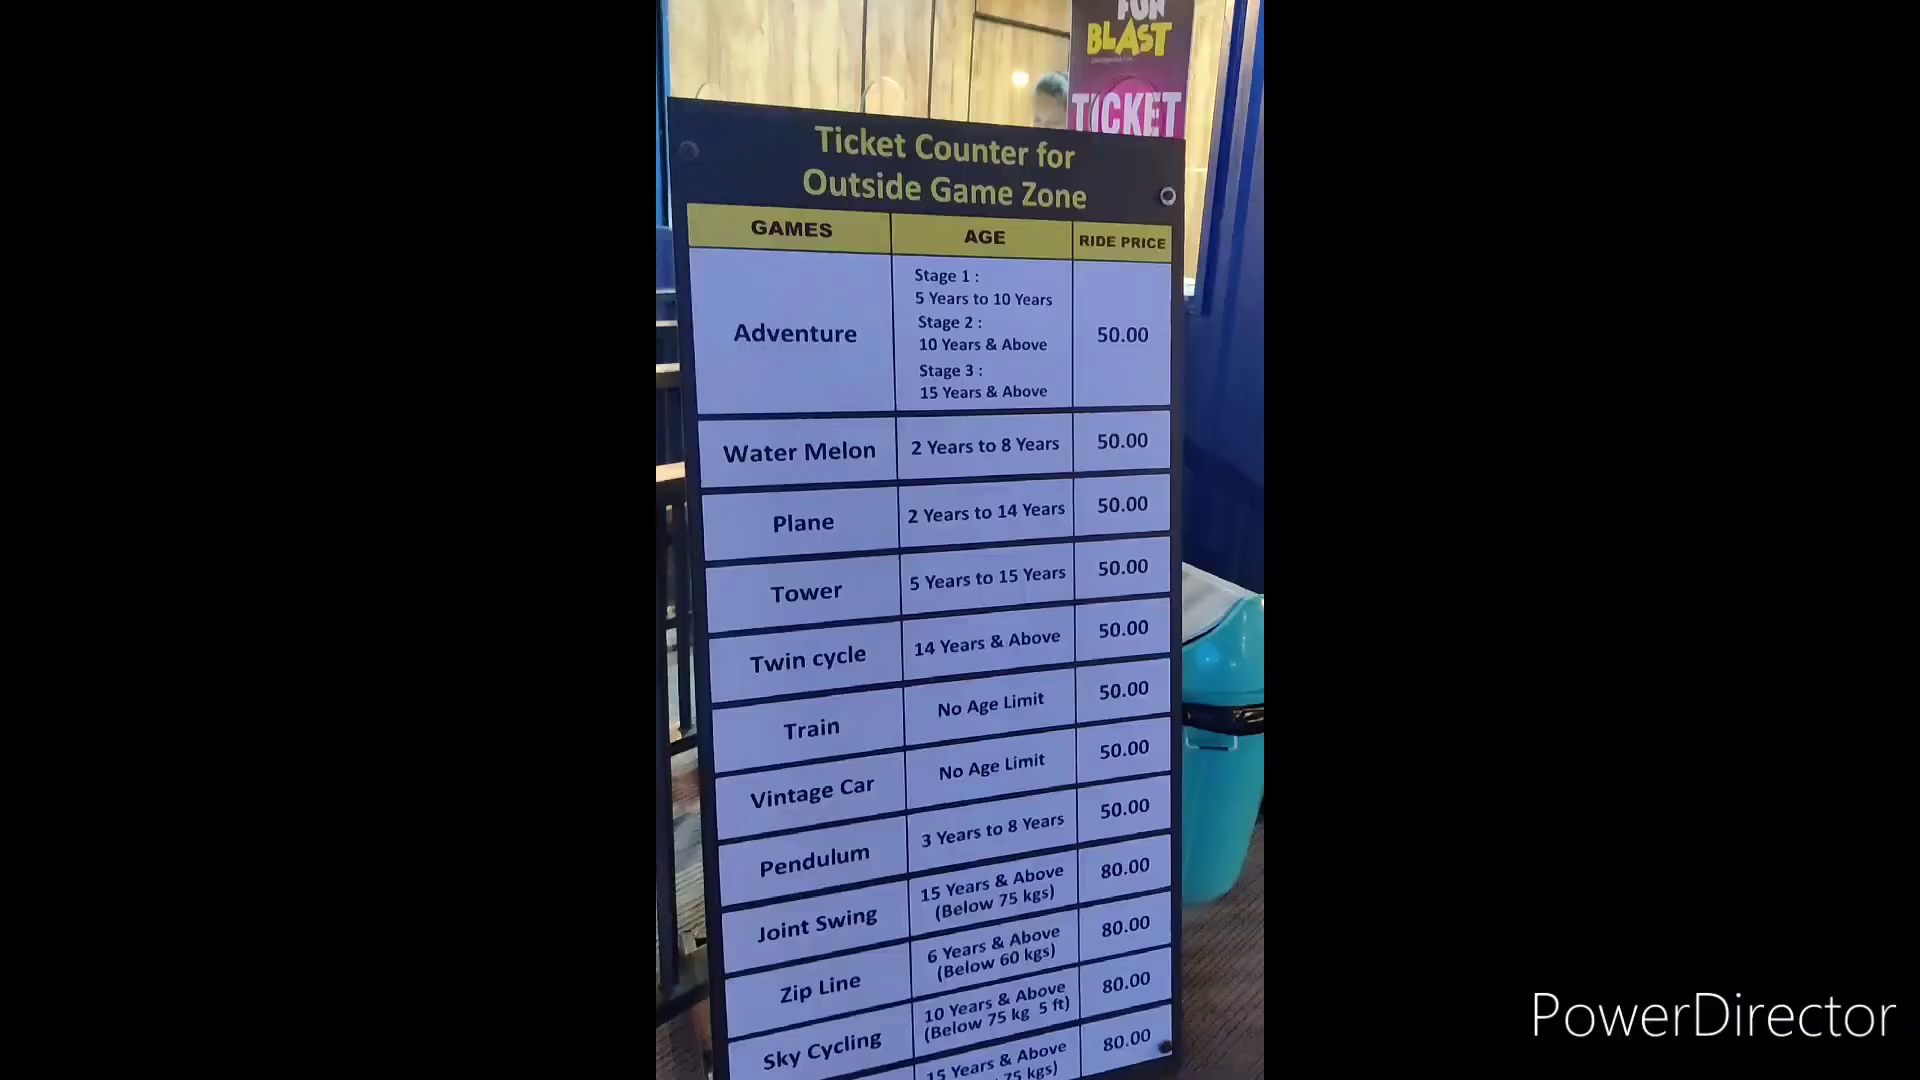 FUN
BLAST
TICKET
Ticket Counter for
Outside Game Zone
GAMES AGE RIDE PRICE
Adventure
Stage 1 :
5 Years to 10 Years
Stage 2 :
10 Years & Above
Stage 3 :
15 Years & Above
50.00
Water Melon 2 Years to 8 Years 50.00
Plane 2 Years to 14 Years 50.00
Tower 5 Years to 15 Years 50.00
Twin cycle 14 Years & Above 50.00
Train No Age Limit 50.00
Vintage Car No Age Limit 50.00
Pendulum 3 Years to 8 Years 50.00
Joint Swing 15 Years & Above
(Below 75 kgs) 80.00
Zip Line 6 Years & Above
(Below 60 kgs) 80.00
Sky Cycling 10 Years & Above
(Below 75 kg 5 ft) 80.00
15 Years & Above
75 kgs) 80.00
PowerDirector